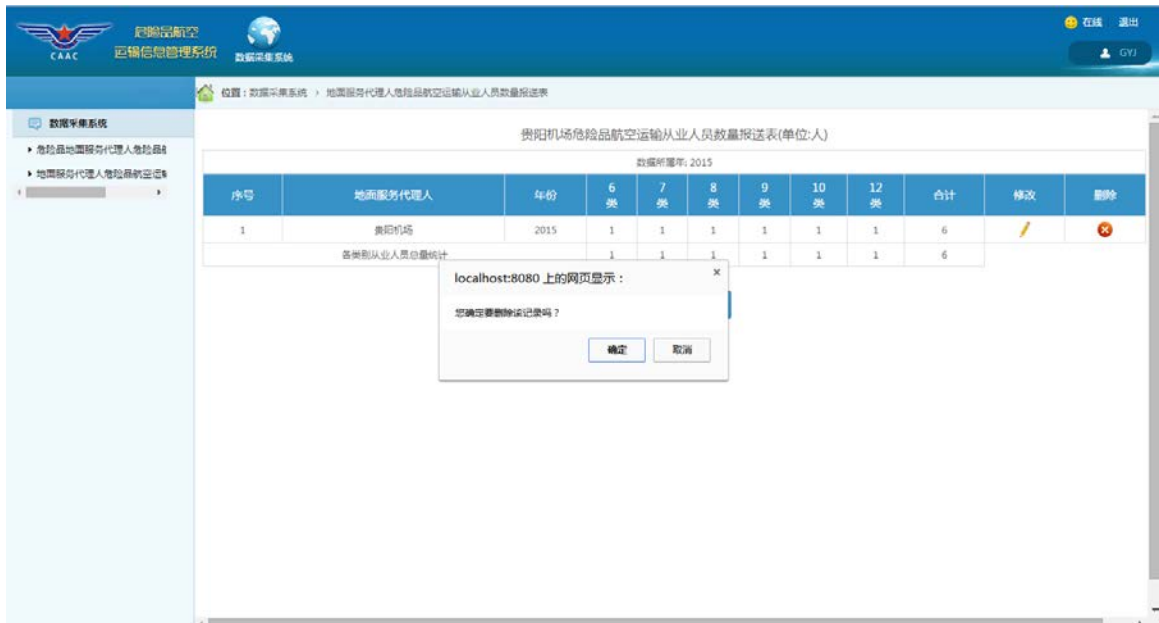 危险品航空
运输信息管理系统
CAAC
数据采集系统
在线 退出
GYJ
位置：数据采集系统 › 地面服务代理人危险品航空运输从业人员数量报送表
数据采集系统
危险品地面服务代理人危险品航
地面服务代理人危险品航空运输
贵阳机场危险品航空运输从业人员数量报送表(单位:人)
数据所属年: 2015
序号 地面服务代理人 年份 6类 7类 8类 9类 10类 12类 合计 修改 删除
1 贵阳机场 2015 1 1 1 1 1 1 6
各类别从业人员总量统计 1 1 1 1 1 1 6
localhost:8080 上的网页显示：
您确定要删除该记录吗？
确定 取消